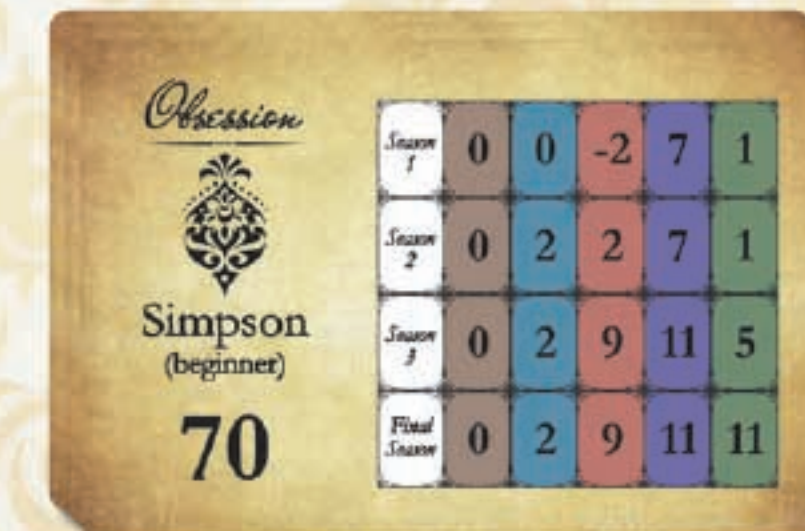 Obsession
Simpson
(beginner)
70
Season 1 0 0 -2 7 1
Season 2 0 2 2 7 1
Season 3 0 2 9 11 5
Final Season 0 2 9 11 11